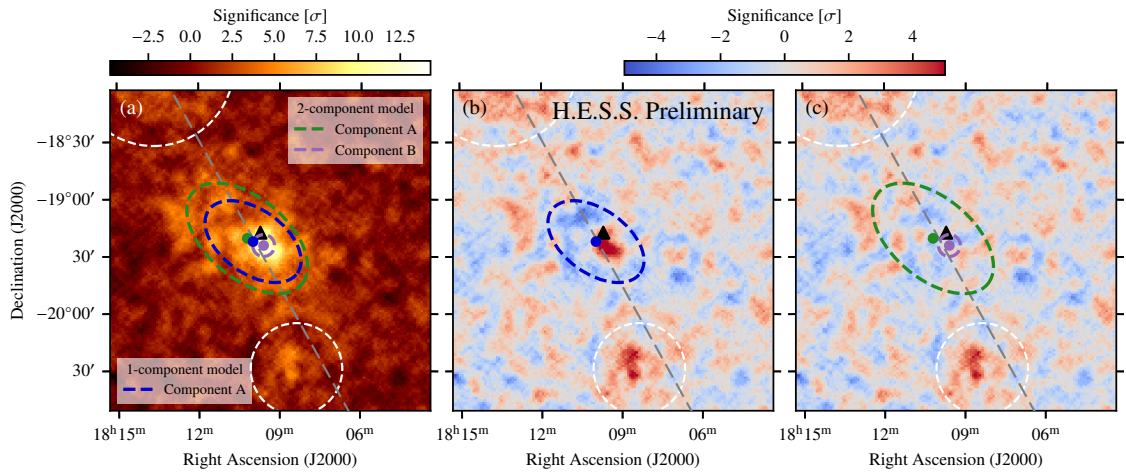 Significance [σ]
Significance [σ]
−2.5 0.0 2.5 5.0 7.5 10.0 12.5
−4 −2 0 2 4
(a)
2-component model
Component A
Component B
1-component model
Component A
(b)
H.E.S.S. Preliminary
(c)
Declination (J2000)
−18°30′
−19°00′
30′
−20°00′
30′
18ʰ15ᵐ 12ᵐ 09ᵐ 06ᵐ
18ʰ15ᵐ 12ᵐ 09ᵐ 06ᵐ
18ʰ15ᵐ 12ᵐ 09ᵐ 06ᵐ
Right Ascension (J2000)
Right Ascension (J2000)
Right Ascension (J2000)